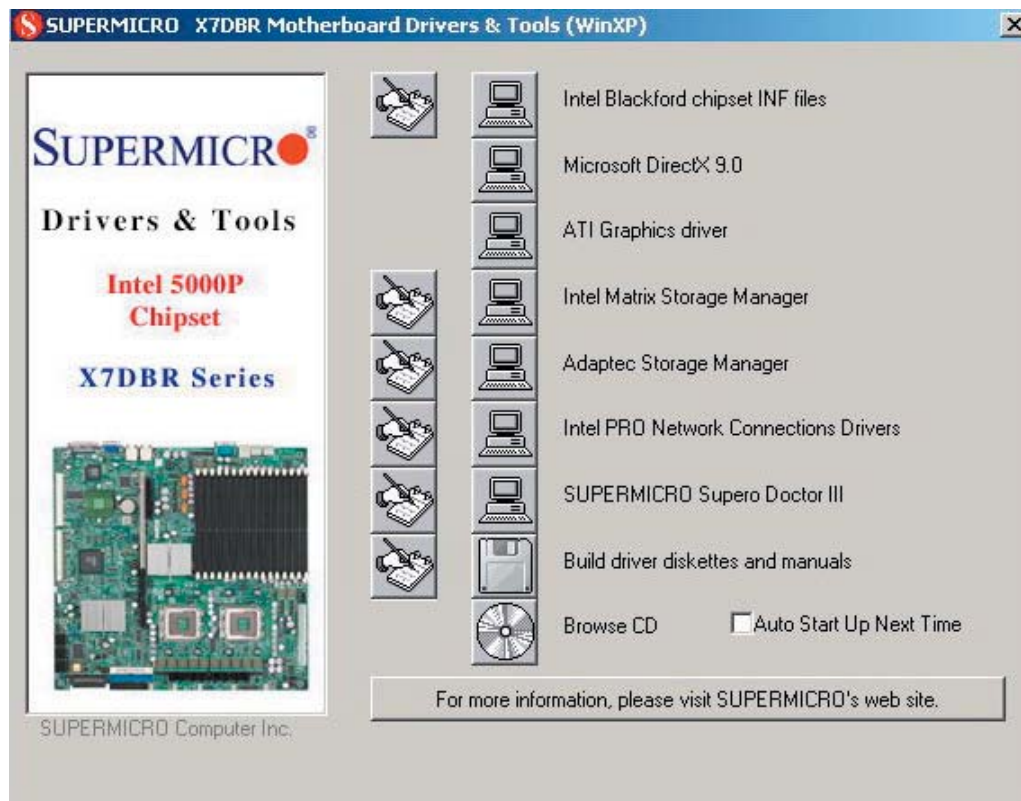 SUPERMICRO X7DBR Motherboard Drivers & Tools (WinXP)
SUPERMICRO®
Drivers & Tools
Intel 5000P
Chipset
X7DBR Series
SUPERMICRO Computer Inc.
Intel Blackford chipset INF files
Microsoft DirectX 9.0
ATI Graphics driver
Intel Matrix Storage Manager
Adaptec Storage Manager
Intel PRO Network Connections Drivers
SUPERMICRO Supero Doctor III
Build driver diskettes and manuals
Browse CD Auto Start Up Next Time
For more information, please visit SUPERMICRO's web site.